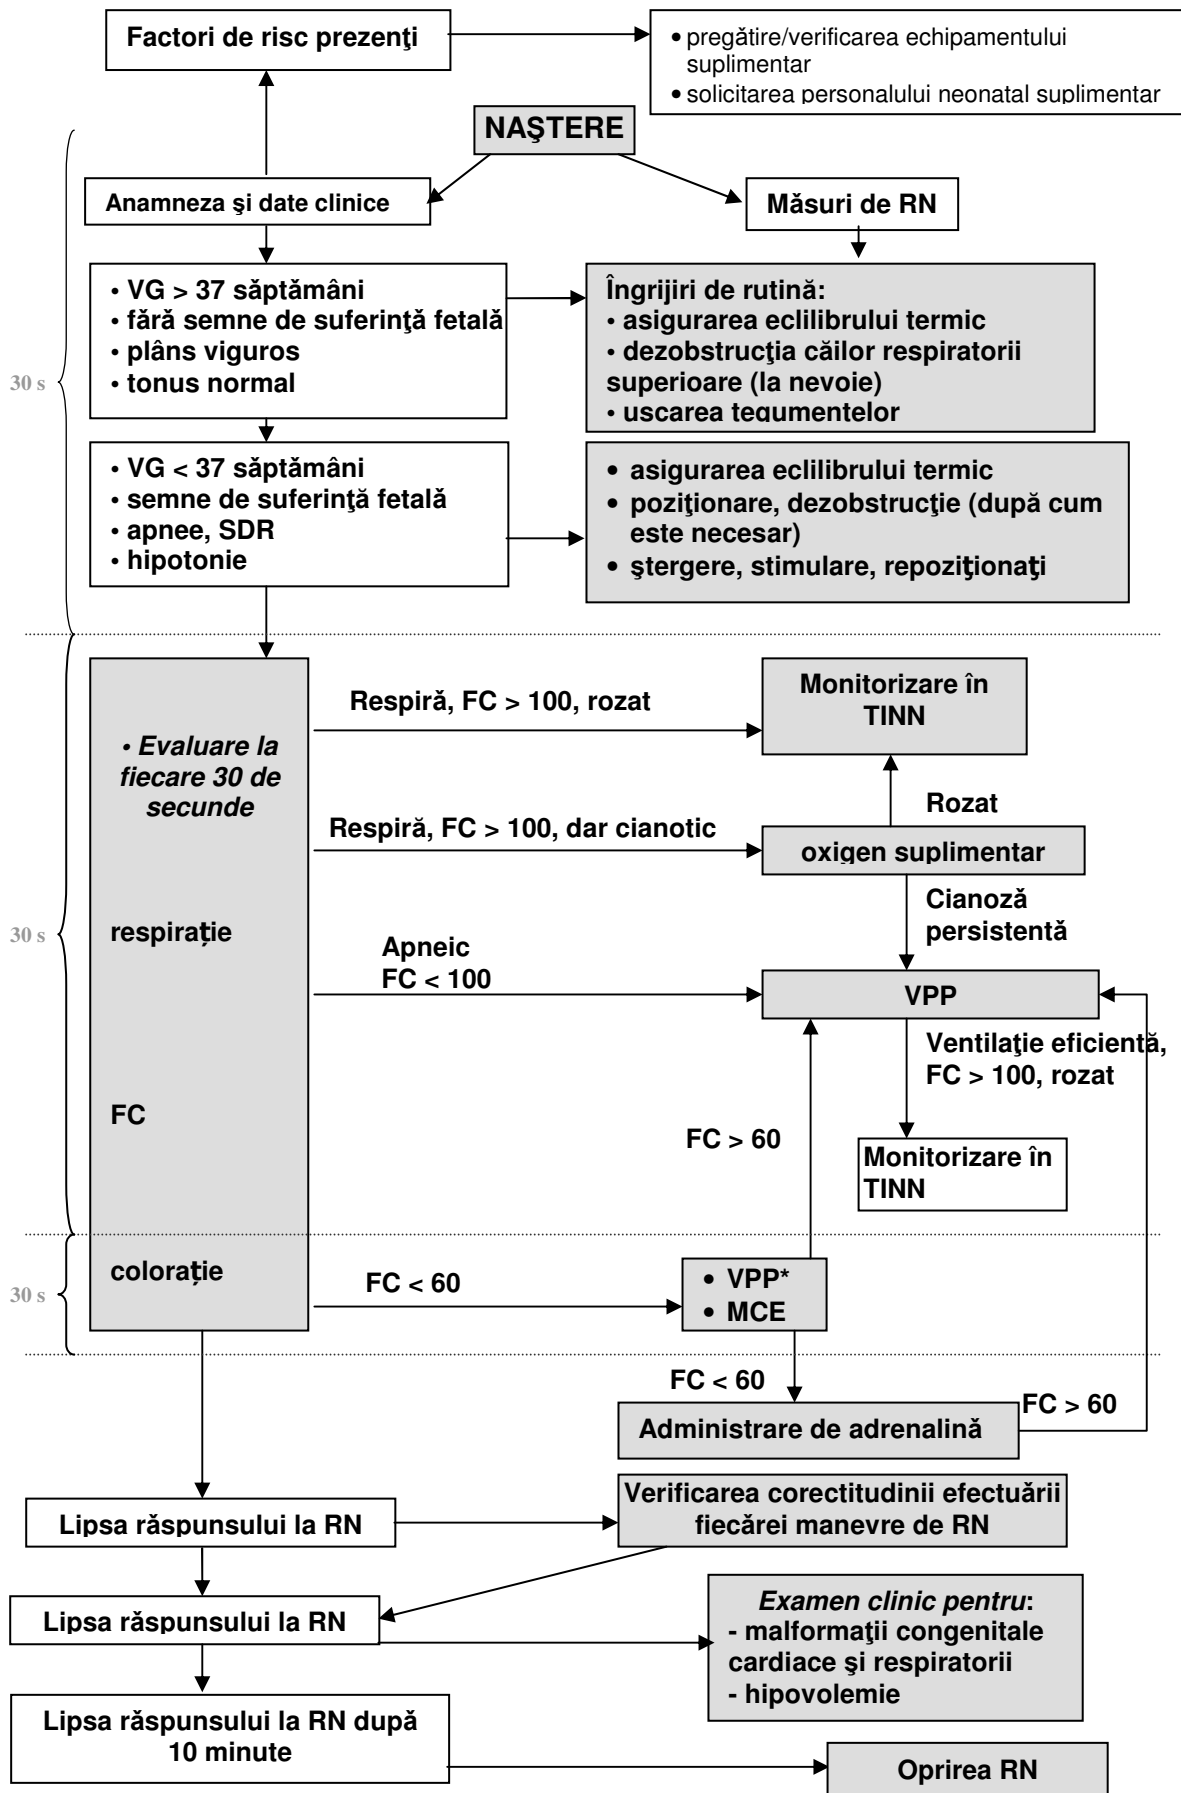 Factori de risc prezenţi
• pregătire/verificarea echipamentului
suplimentar
• solicitarea personalului neonatal suplimentar
NAŞTERE
Anamneza şi date clinice
Măsuri de RN
• VG > 37 săptămâni
• fără semne de suferinţă fetală
• plâns viguros
• tonus normal
Îngrijiri de rutină:
• asigurarea eclilibrului termic
• dezobstrucţia căilor respiratorii
superioare (la nevoie)
• uscarea tegumentelor
30 s
• VG < 37 săptămâni
• semne de suferinţă fetală
• apnee, SDR
• hipotonie
• asigurarea eclilibrului termic
• poziţionare, dezobstrucţie (după cum
este necesar)
• ştergere, stimulare, repoziţionaţi
• Evaluare la
fiecare 30 de
secunde
respiraţie
FC
coloraţie
30 s
30 s
Respiră, FC > 100, rozat
Monitorizare în
TINN
Rozat
Respiră, FC > 100, dar cianotic
oxigen suplimentar
Cianoză
persistentă
Apneic
FC < 100
VPP
Ventilaţie eficientă,
FC > 100, rozat
FC > 60
Monitorizare în
TINN
FC < 60
• VPP*
• MCE
FC < 60
FC > 60
Administrare de adrenalină
Lipsa răspunsului la RN
Verificarea corectitudinii efectuării
fiecărei manevre de RN
Lipsa răspunsului la RN
Examen clinic pentru:
- malformaţii congenitale
cardiace şi respiratorii
- hipovolemie
Lipsa răspunsului la RN după
10 minute
Oprirea RN